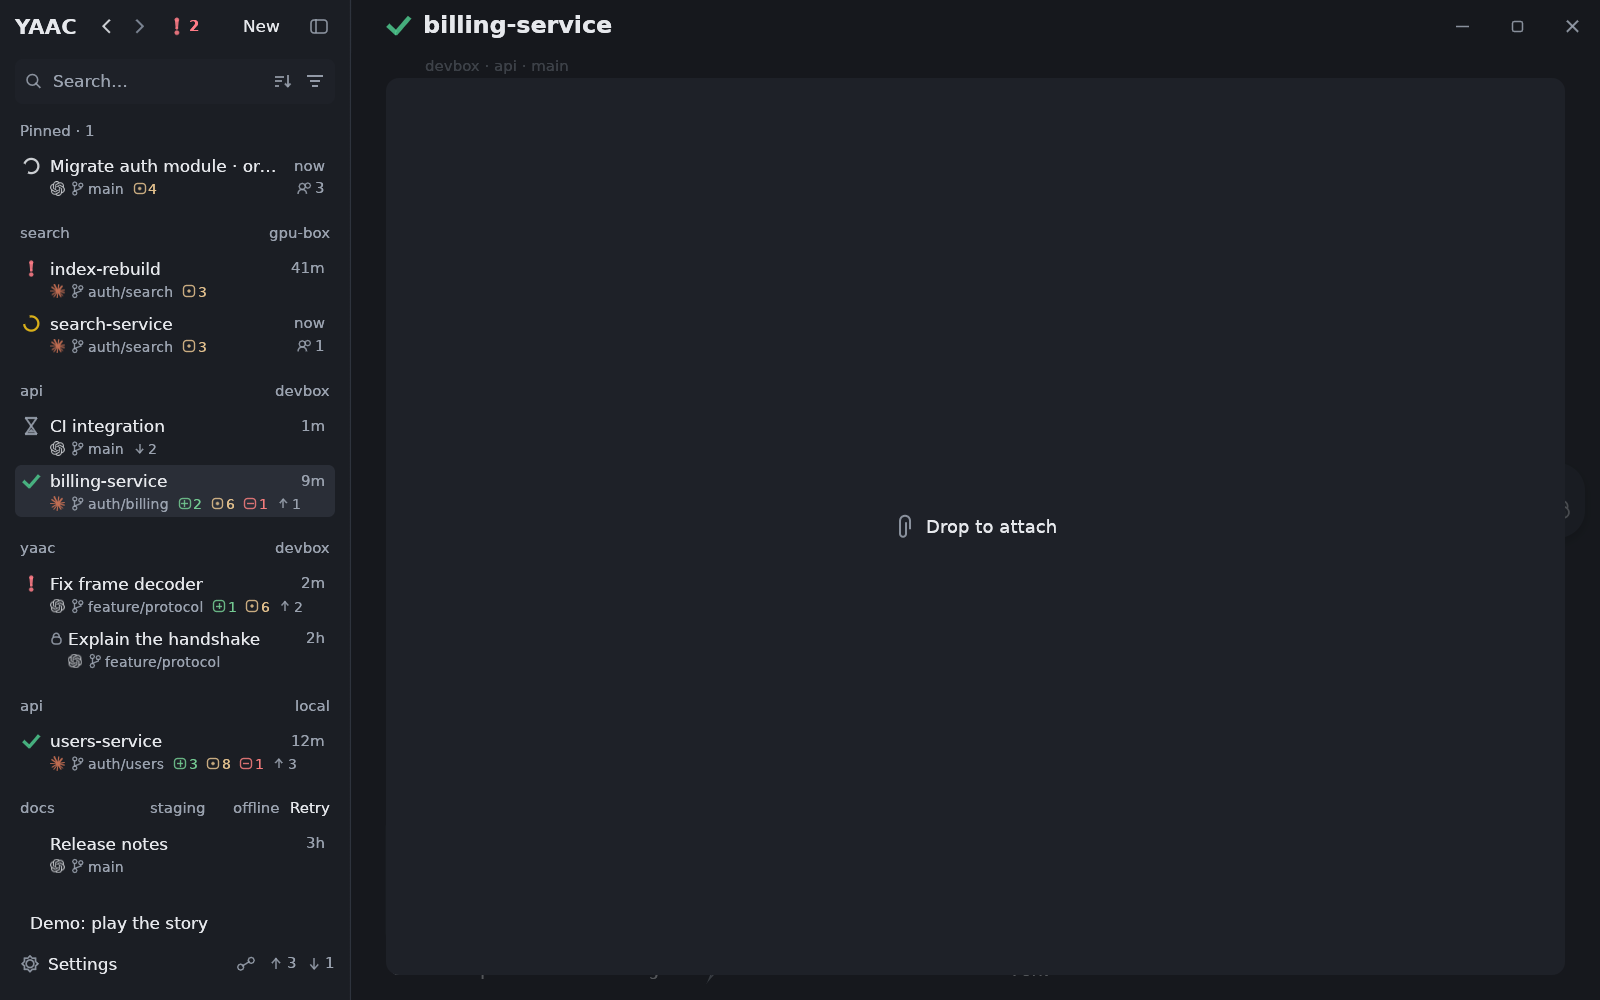 YAAC 2 New
Search...
Pinned · 1
Migrate auth module · or... now
main 4 3
search gpu-box
index-rebuild 41m
auth/search 3
search-service now
auth/search 3 1
api devbox
CI integration 1m
main ↓2
billing-service 9m
auth/billing 2 6 1 ↑1
yaac devbox
Fix frame decoder 2m
feature/protocol 1 6 ↑2
Explain the handshake 2h
feature/protocol
api local
users-service 12m
auth/users 3 8 1 ↑3
docs staging offline Retry
Release notes 3h
main
Demo: play the story
Settings ↑3 ↓1
billing-service
devbox · api · main
Drop to attach